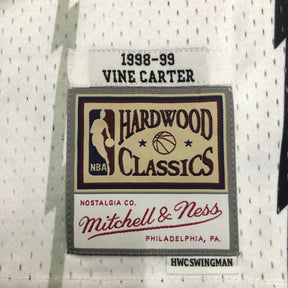 1998-99
VINE CARTER
NBA
HARDWOOD
CLASSICS
NOSTALGIA CO.
Mitchell & Ness
PHILADELPHIA, PA
HWC SWINGMAN